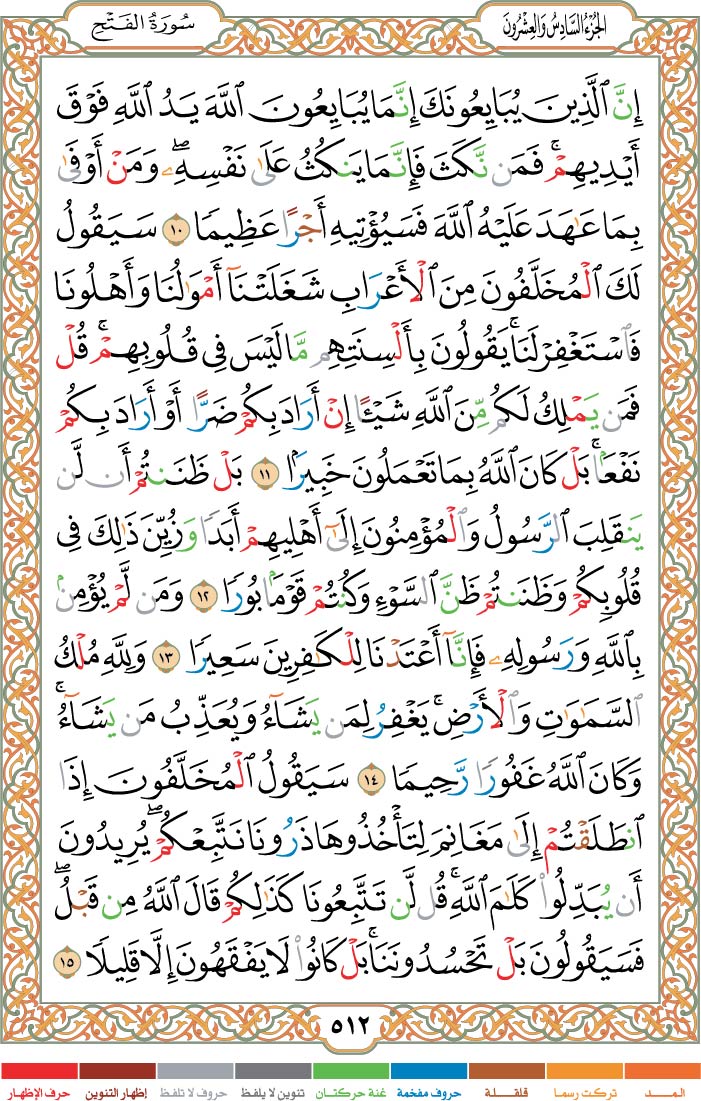 الجُزْءُ السَّادِسُ وَالعِشْرُونَ
سُورَةُ الفَتْحِ
إِنَّ ٱلَّذِينَ يُبَايِعُونَكَ إِنَّمَا يُبَايِعُونَ ٱللَّهَ يَدُ ٱللَّهِ فَوْقَ
أَيْدِيهِمْۚ فَمَن نَّكَثَ فَإِنَّمَا يَنكُثُ عَلَىٰ نَفْسِهِۦۖ وَمَنْ أَوْفَىٰ
بِمَا عَٰهَدَ عَلَيْهُ ٱللَّهَ فَسَيُؤْتِيهِ أَجْرًا عَظِيمًا ١٠ سَيَقُولُ
لَكَ ٱلْمُخَلَّفُونَ مِنَ ٱلْأَعْرَابِ شَغَلَتْنَآ أَمْوَٰلُنَا وَأَهْلُونَا
فَٱسْتَغْفِرْ لَنَاۚ يَقُولُونَ بِأَلْسِنَتِهِم مَّا لَيْسَ فِى قُلُوبِهِمْۚ قُلْ
فَمَن يَمْلِكُ لَكُم مِّنَ ٱللَّهِ شَيْـًٔا إِنْ أَرَادَ بِكُمْ ضَرًّا أَوْ أَرَادَ بِكُمْ
نَفْعًۢاۚ بَلْ كَانَ ٱللَّهُ بِمَا تَعْمَلُونَ خَبِيرًۢا ١١ بَلْ ظَنَنتُمْ أَن لَّن
يَنقَلِبَ ٱلرَّسُولُ وَٱلْمُؤْمِنُونَ إِلَىٰٓ أَهْلِيهِمْ أَبَدًا وَزُيِّنَ ذَٰلِكَ فِى
قُلُوبِكُمْ وَظَنَنتُمْ ظَنَّ ٱلسَّوْءِ وَكُنتُمْ قَوْمًۢا بُورًا ١٢ وَمَن لَّمْ يُؤْمِنۢ
بِٱللَّهِ وَرَسُولِهِۦ فَإِنَّآ أَعْتَدْنَا لِلْكَٰفِرِينَ سَعِيرًا ١٣ وَلِلَّهِ مُلْكُ
ٱلسَّمَٰوَٰتِ وَٱلْأَرْضِۚ يَغْفِرُ لِمَن يَشَآءُ وَيُعَذِّبُ مَن يَشَآءُۚ
وَكَانَ ٱللَّهُ غَفُورًا رَّحِيمًا ١٤ سَيَقُولُ ٱلْمُخَلَّفُونَ إِذَا
ٱنطَلَقْتُمْ إِلَىٰ مَغَانِمَ لِتَأْخُذُوهَا ذَرُونَا نَتَّبِعْكُمْۖ يُرِيدُونَ
أَن يُبَدِّلُوا۟ كَلَٰمَ ٱللَّهِۚ قُل لَّن تَتَّبِعُونَا كَذَٰلِكُمْ قَالَ ٱللَّهُ مِن قَبْلُۖ
فَسَيَقُولُونَ بَلْ تَحْسُدُونَنَاۚ بَلْ كَانُوا۟ لَا يَفْقَهُونَ إِلَّا قَلِيلًا ١٥
٥١٢
المــد
تركت رسما
قلقلة
حروف مفخمة
غنة حركتان
تنوين لا يلفظ
حروف لا تلفظ
إظهار التنوين
حرف الإظهار